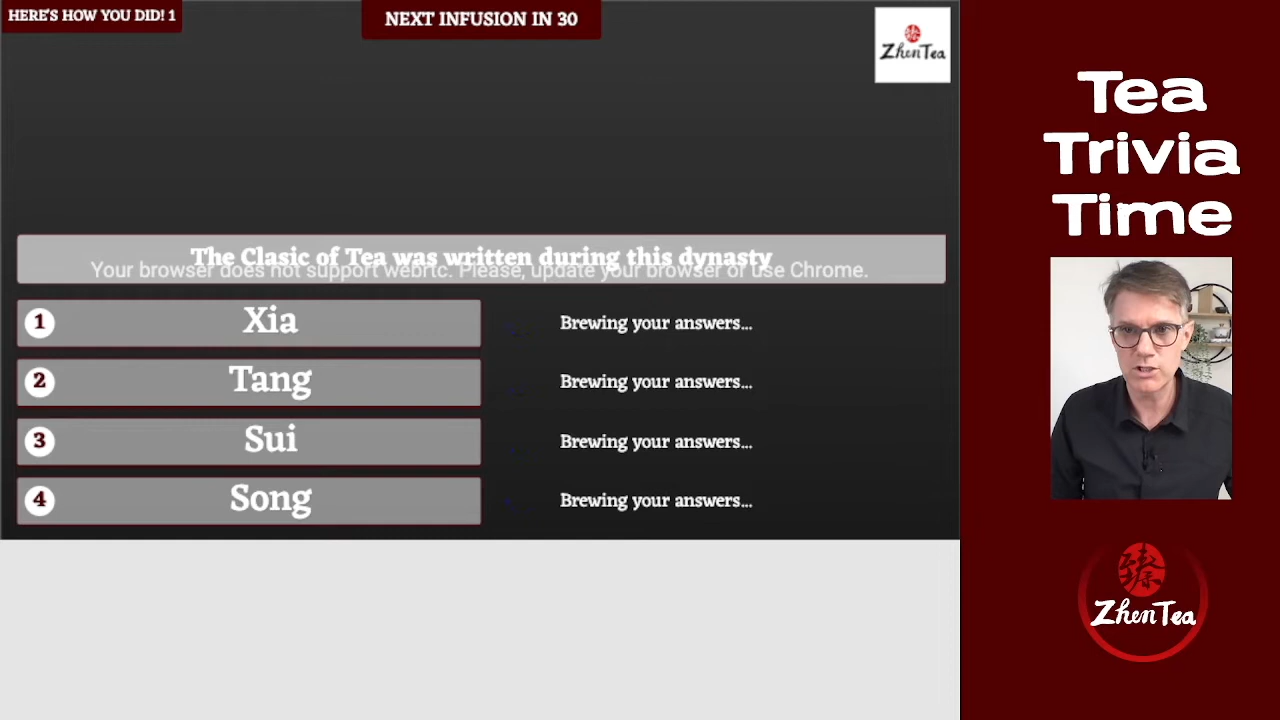 HERE'S HOW YOU DID! 1
NEXT INFUSION IN 30
ZhenTea
The Clasic of Tea was written during this dynasty
Your browser does not support webrtc. Please, update your browser or use Chrome.
1 Xia
Brewing your answers...
2 Tang
Brewing your answers...
3 Sui
Brewing your answers...
4 Song
Brewing your answers...
Tea
Trivia
Time
臻
ZhenTea